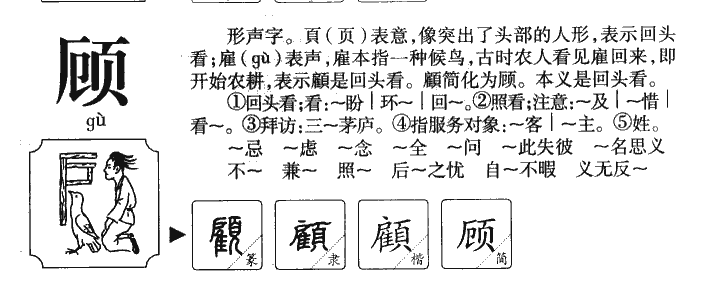 顾
gù
形声字。頁(页)表意,像突出了头部的人形,表示回头
看;雇(gù)表声,雇本指一种候鸟,古时农人看见雇回来,即
开始农耕,表示顧是回头看。顧简化为顾。本义是回头看。
①回头看;看:～盼｜环～｜回～。②照看;注意:～及｜～惜｜
看～。③拜访:三～茅庐。④指服务对象:～客｜～主。⑤姓。
～忌 ～虑 ～念 ～全 ～问 ～此失彼 ～名思义
不～ 兼～ 照～ 后～之忧 自～不暇 义无反～
顧 篆 顧 隶 顧 楷 顾 简